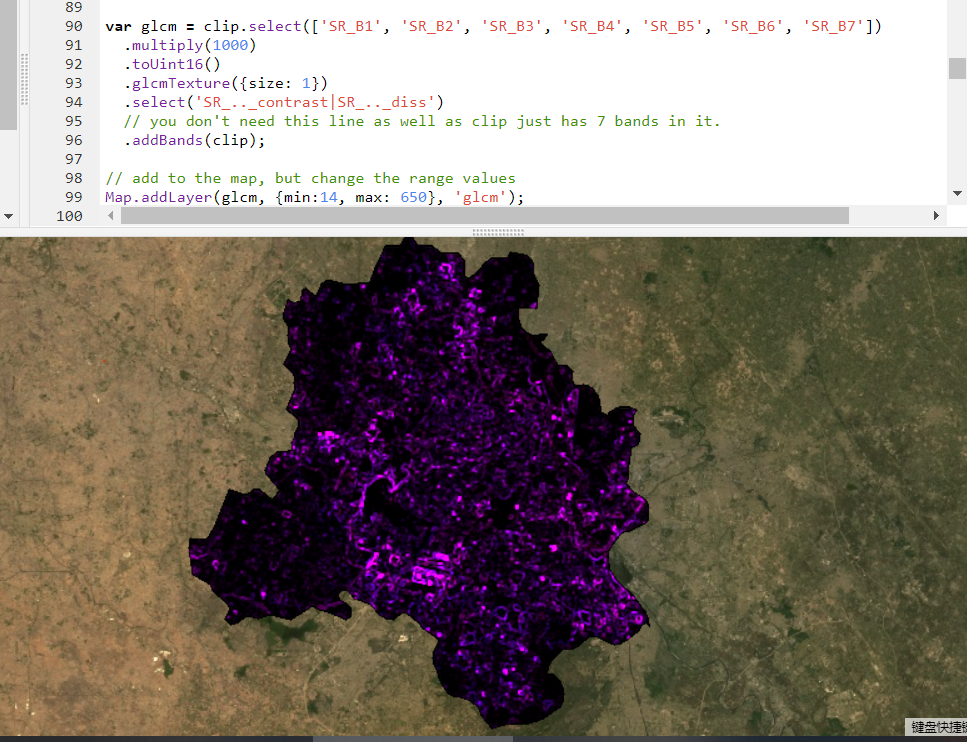 89
90 var glcm = clip.select(['SR_B1', 'SR_B2', 'SR_B3', 'SR_B4', 'SR_B5', 'SR_B6', 'SR_B7'])
91 .multiply(1000)
92 .toUint16()
93 .glcmTexture({size: 1})
94 .select('SR_.._contrast|SR_.._diss')
95 // you don't need this line as well as clip just has 7 bands in it.
96 .addBands(clip);
97
98 // add to the map, but change the range values
99 Map.addLayer(glcm, {min:14, max: 650}, 'glcm');
100
键盘快捷